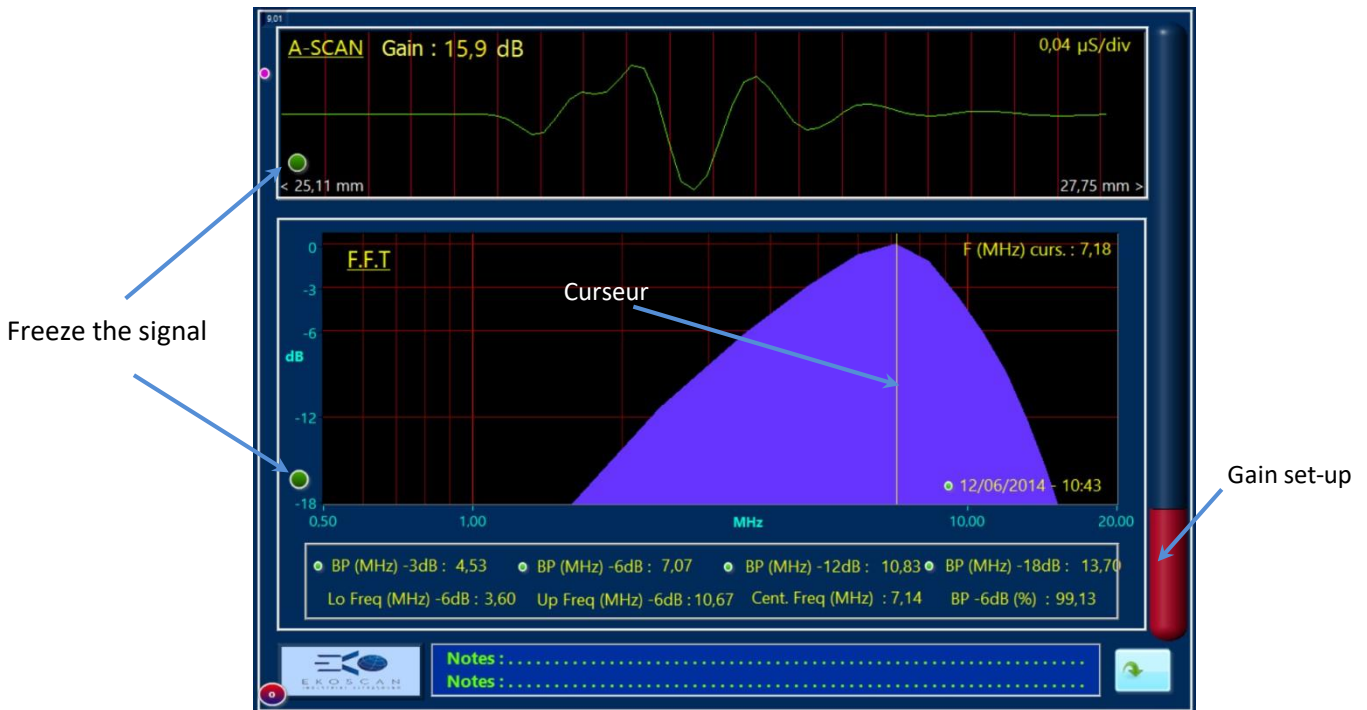 9.01
A-SCAN Gain : 15,9 dB
0,04 µS/div
< 25,11 mm
27,75 mm >
Freeze the signal
F.F.T
F (MHz) curs. : 7,18
Curseur
0
-3
-6
dB
-12
-18
12/06/2014 - 10:43
0,50 1,00 MHz 10,00 20,00
Gain set-up
BP (MHz) -3dB : 4,53 BP (MHz) -6dB : 7,07 BP (MHz) -12dB : 10,83 BP (MHz) -18dB : 13,70
Lo Freq (MHz) -6dB : 3,60 Up Freq (MHz) -6dB : 10,67 Cent. Freq (MHz) : 7,14 BP -6dB (%) : 99,13
EKOSCAN
INDUSTRIAL ULTRASOUND
Notes : . . . . . . . . . . . . . . . . . . . . . . . . . . . . . . . . . . . . . . . . . . . . . . . . . . . . . . . . . . . . . . .
Notes : . . . . . . . . . . . . . . . . . . . . . . . . . . . . . . . . . . . . . . . . . . . . . . . . . . . . . . . . . . . . . . .